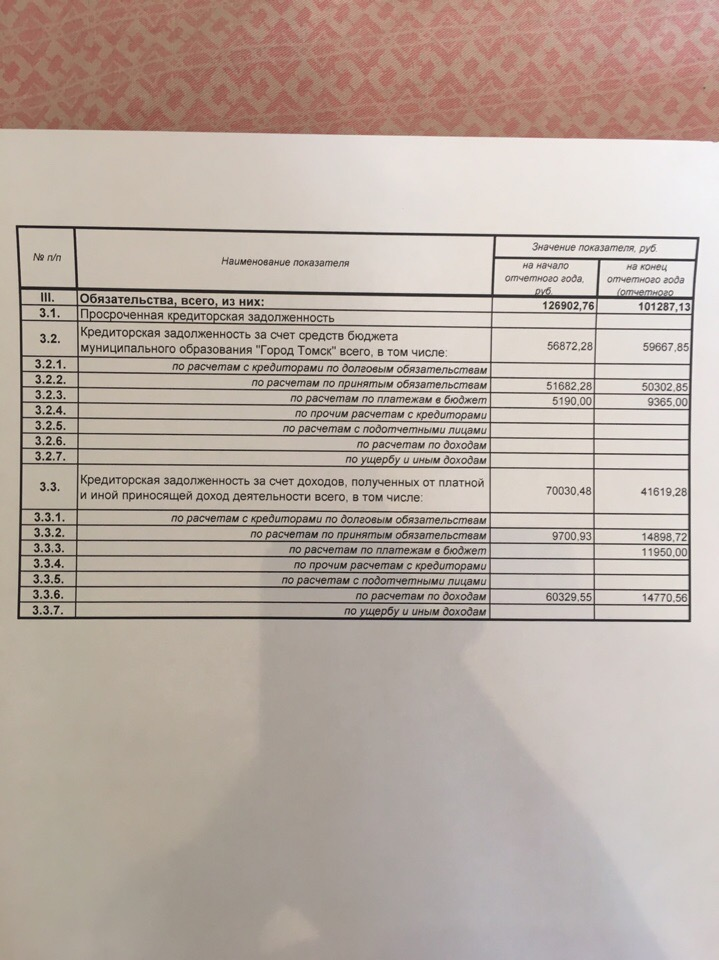 № п/п Наименование показателя Значение показателя, руб.
на начало отчетного года, руб. на конец отчетного года (отчетного
III. Обязательства, всего, из них: 126902,76 101287,13
3.1. Просроченная кредиторская задолженность
3.2. Кредиторская задолженность за счет средств бюджета
муниципального образования "Город Томск" всего, в том числе: 56872,28 59667,85
3.2.1. по расчетам с кредиторами по долговым обязательствам
3.2.2. по расчетам по принятым обязательствам 51682,28 50302,85
3.2.3. по расчетам по платежам в бюджет 5190,00 9365,00
3.2.4. по прочим расчетам с кредиторами
3.2.5. по расчетам с подотчетными лицами
3.2.6. по расчетам по доходам
3.2.7. по ущербу и иным доходам
3.3. Кредиторская задолженность за счет доходов, полученных от платной
и иной приносящей доход деятельности всего, в том числе: 70030,48 41619,28
3.3.1. по расчетам с кредиторами по долговым обязательствам
3.3.2. по расчетам по принятым обязательствам 9700,93 14898,72
3.3.3. по расчетам по платежам в бюджет 11950,00
3.3.4. по прочим расчетам с кредиторами
3.3.5. по расчетам с подотчетными лицами
3.3.6. по расчетам по доходам 60329,55 14770,56
3.3.7. по ущербу и иным доходам